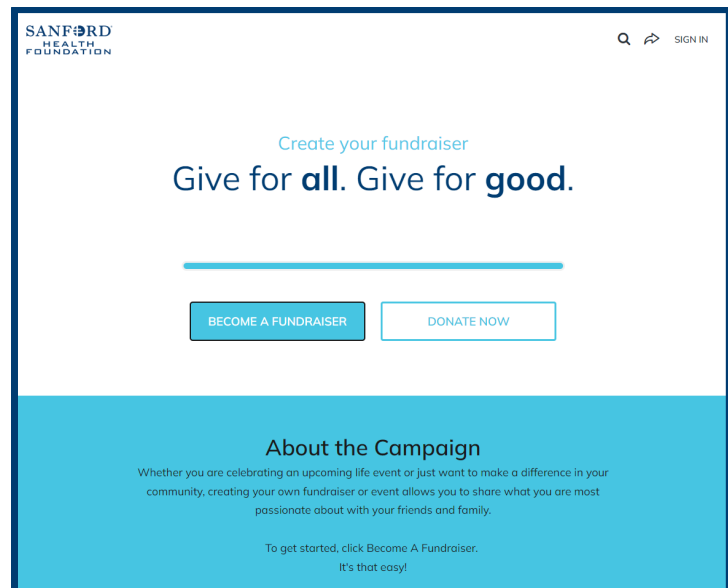 SANFORD
HEALTH
FOUNDATION
SIGN IN
Create your fundraiser
Give for all. Give for good.
BECOME A FUNDRAISER
DONATE NOW
About the Campaign
Whether you are celebrating an upcoming life event or just want to make a difference in your
community, creating your own fundraiser or event allows you to share what you are most
passionate about with your friends and family.
To get started, click Become A Fundraiser.
It's that easy!